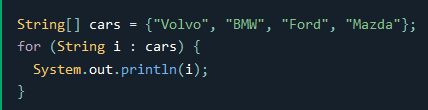 String[] cars = {"Volvo", "BMW", "Ford", "Mazda"};
for (String i : cars) {
  System.out.println(i);
}